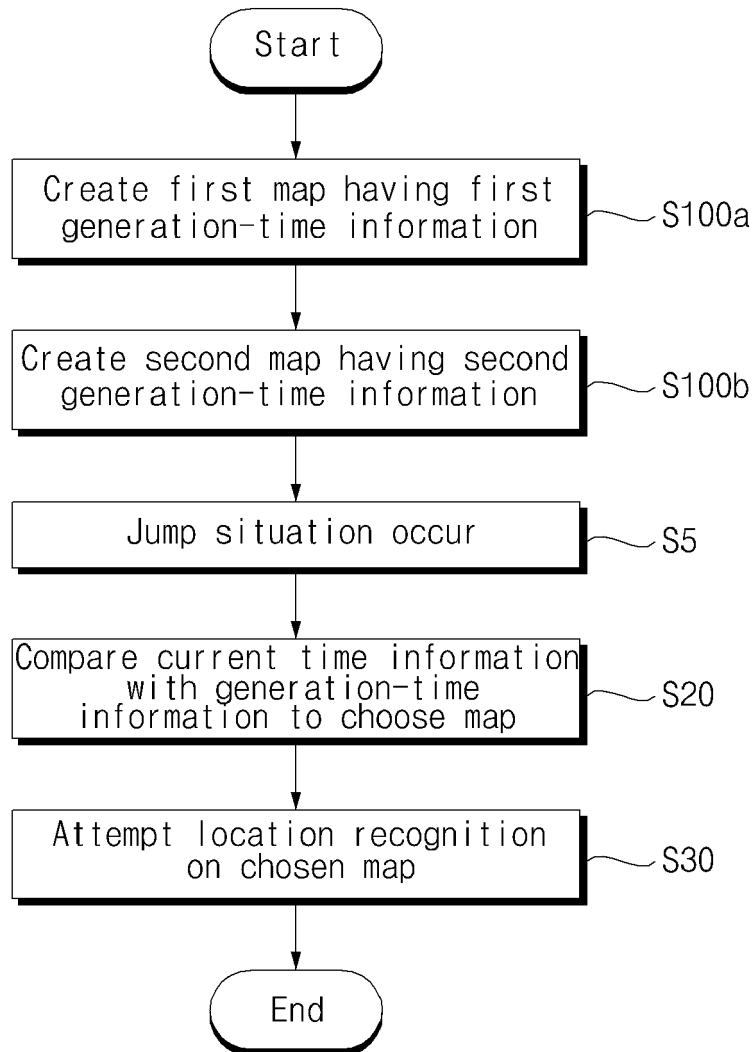 Start
Create first map having first
generation-time information
S100a
Create second map having second
generation-time information
S100b
Jump situation occur
S5
Compare current time information
with generation-time
information to choose map
S20
Attempt location recognition
on chosen map
S30
End